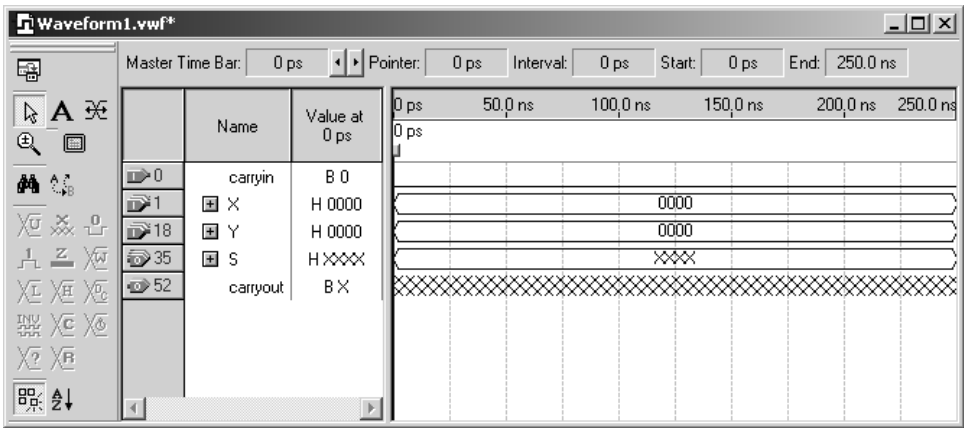 Waveform1.vwf*
Master Time Bar: 0 ps Pointer: 0 ps Interval: 0 ps Start: 0 ps End: 250.0 ns
Name Value at 0 ps
0 ps 50.0 ns 100.0 ns 150.0 ns 200.0 ns 250.0 ns
0 ps
0 carryin B 0
1 X H 0000 0000
18 Y H 0000 0000
35 S H XXXX XXXX
52 carryout B X